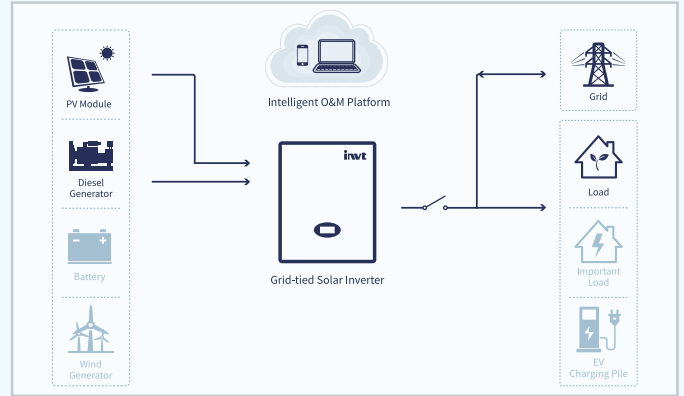 Intelligent O&M Platform
PV Module
Diesel
Generator
Battery
Wind
Generator
invt
Grid-tied Solar Inverter
Grid
Load
Important
Load
EV
Charging Pile